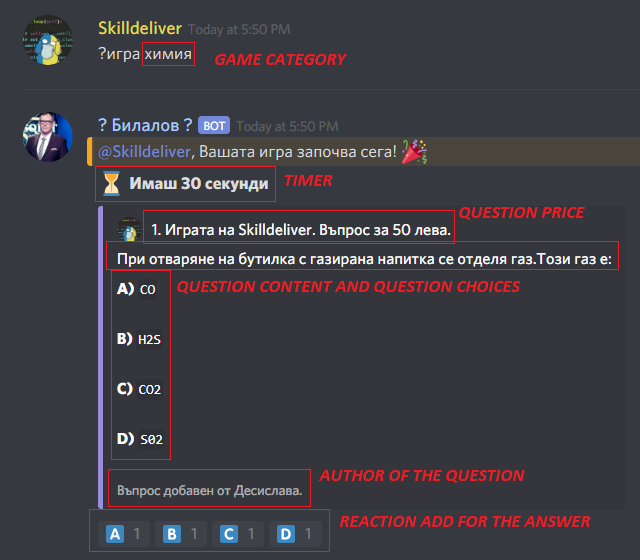 Skilldeliver Today at 5:50 PM
?игра химия GAME CATEGORY
? Билалов ? BOT Today at 5:50 PM
@Skilldeliver, Вашата игра започва сега!
Имаш 30 секунди TIMER
QUESTION PRICE
1. Играта на Skilldeliver. Въпрос за 50 лева.
При отваряне на бутилка с газирана напитка се отделя газ.Този газ е:
A) CO QUESTION CONTENT AND QUESTION CHOICES
B) H2S
C) CO2
D) S02
AUTHOR OF THE QUESTION
Въпрос добавен от Десислава.
A 1 B 1 C 1 D 1 REACTION ADD FOR THE ANSWER